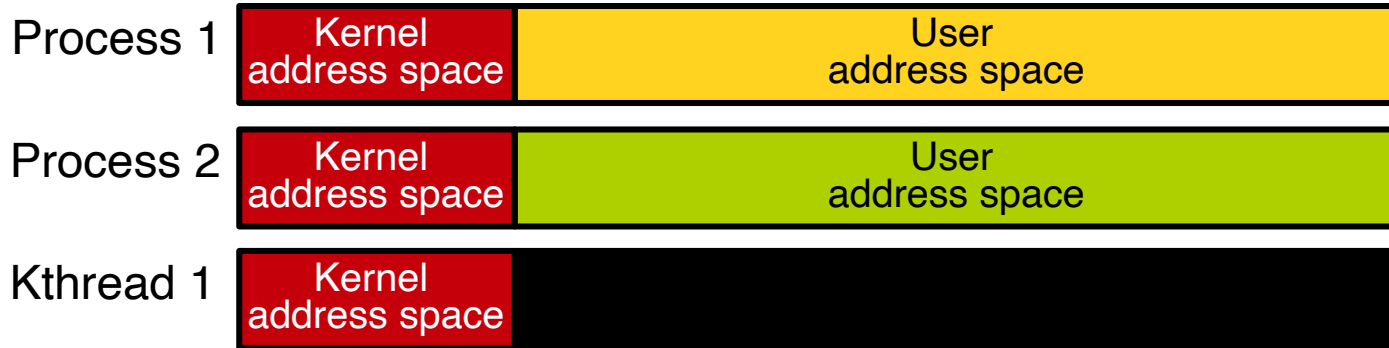 Process 1
Kernel
address space
User
address space
Process 2
Kernel
address space
User
address space
Kthread 1
Kernel
address space